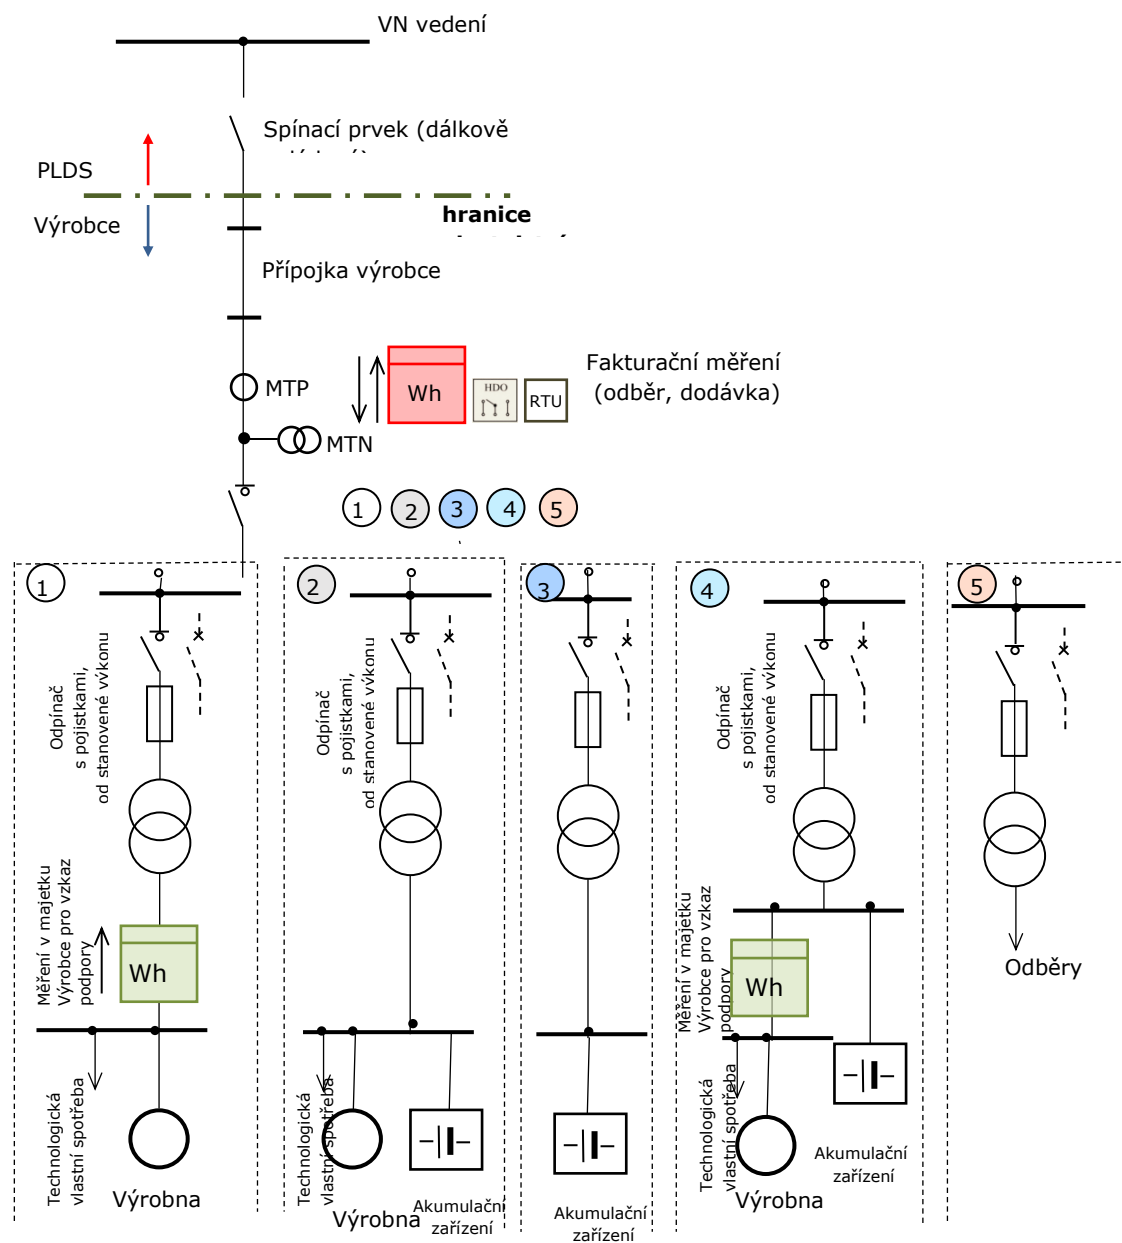 VN vedení
Spínací prvek (dálkově
PLDS
Výrobce
hranice
Přípojka výrobce
MTP
Wh
HDO
RTU
Fakturační měření
(odběr, dodávka)
MTN
1
2
3
4
5
1
Odpínač
s pojistkami,
od stanovené výkonu
Měření v majetku
Výrobce pro vzkaz
podpory
Wh
Technologická
vlastní spotřeba
Výrobna
2
Odpínač
s pojistkami,
od stanovené výkonu
Technologická
vlastní spotřeba
Výrobna
Akumulační
zařízení
3
Akumulační
zařízení
4
Odpínač
s pojistkami,
od stanovené výkonu
Měření v majetku
Výrobce pro vzkaz
podpory
Wh
Technologická
vlastní spotřeba
Výrobna
Akumulační
zařízení
5
Odběry